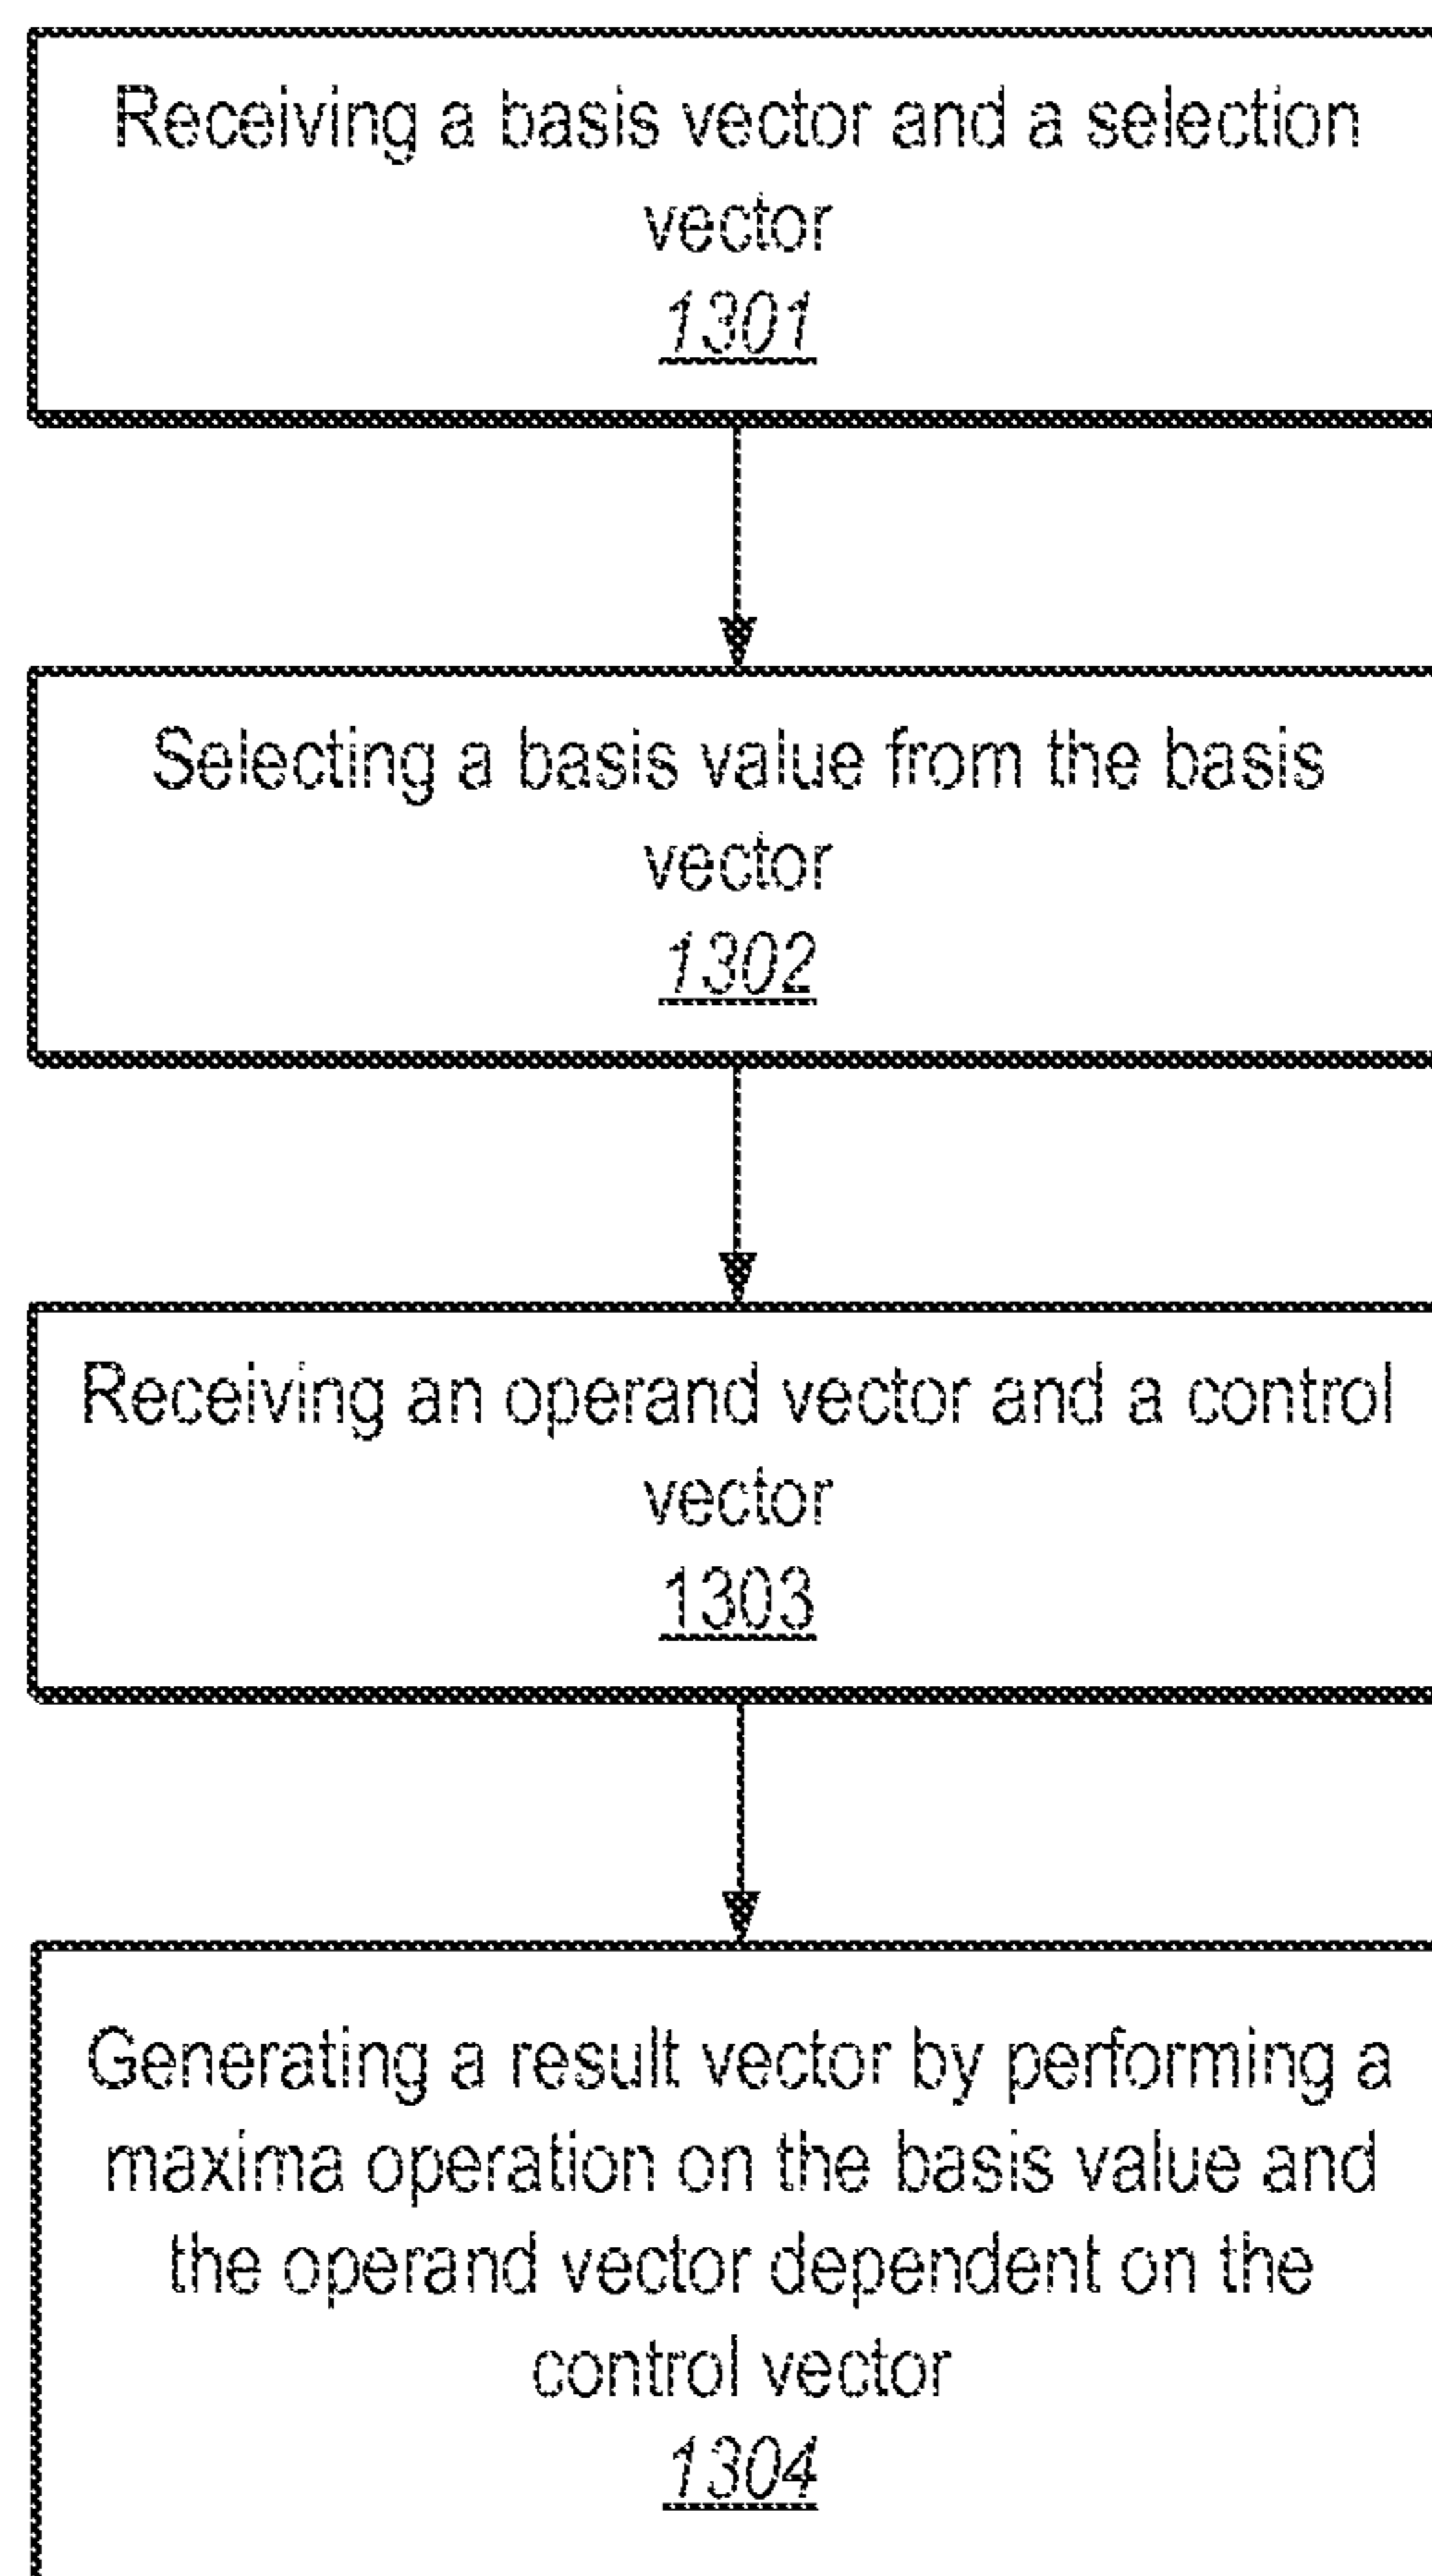 Receiving a basis vector and a selection
vector
1301
Selecting a basis value from the basis
vector
1302
Receiving an operand vector and a control
vector
1303
Generating a result vector by performing a
maxima operation on the basis value and
the operand vector dependent on the
control vector
1304